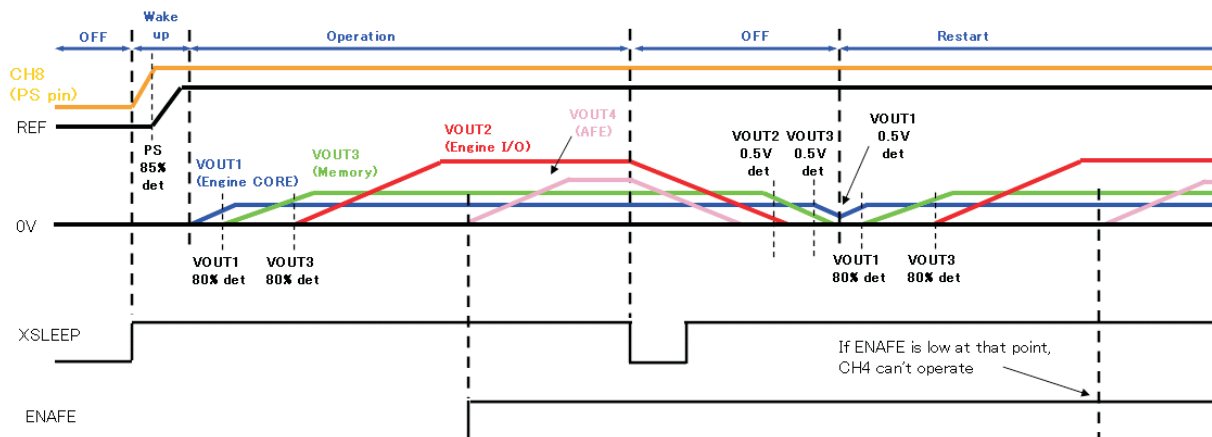 OFF
Wake
up
Operation
OFF
Restart
CH8
(PS pin)
REF
PS
85%
det
VOUT1
(Engine CORE)
VOUT3
(Memory)
VOUT2
(Engine I/O)
VOUT4
(AFE)
VOUT2
0.5V
det
VOUT3
0.5V
det
VOUT1
0.5V
det
0V
VOUT1
80% det
VOUT3
80% det
VOUT1
80% det
VOUT3
80% det
XSLEEP
If ENAFE is low at that point,
CH4 can't operate
ENAFE